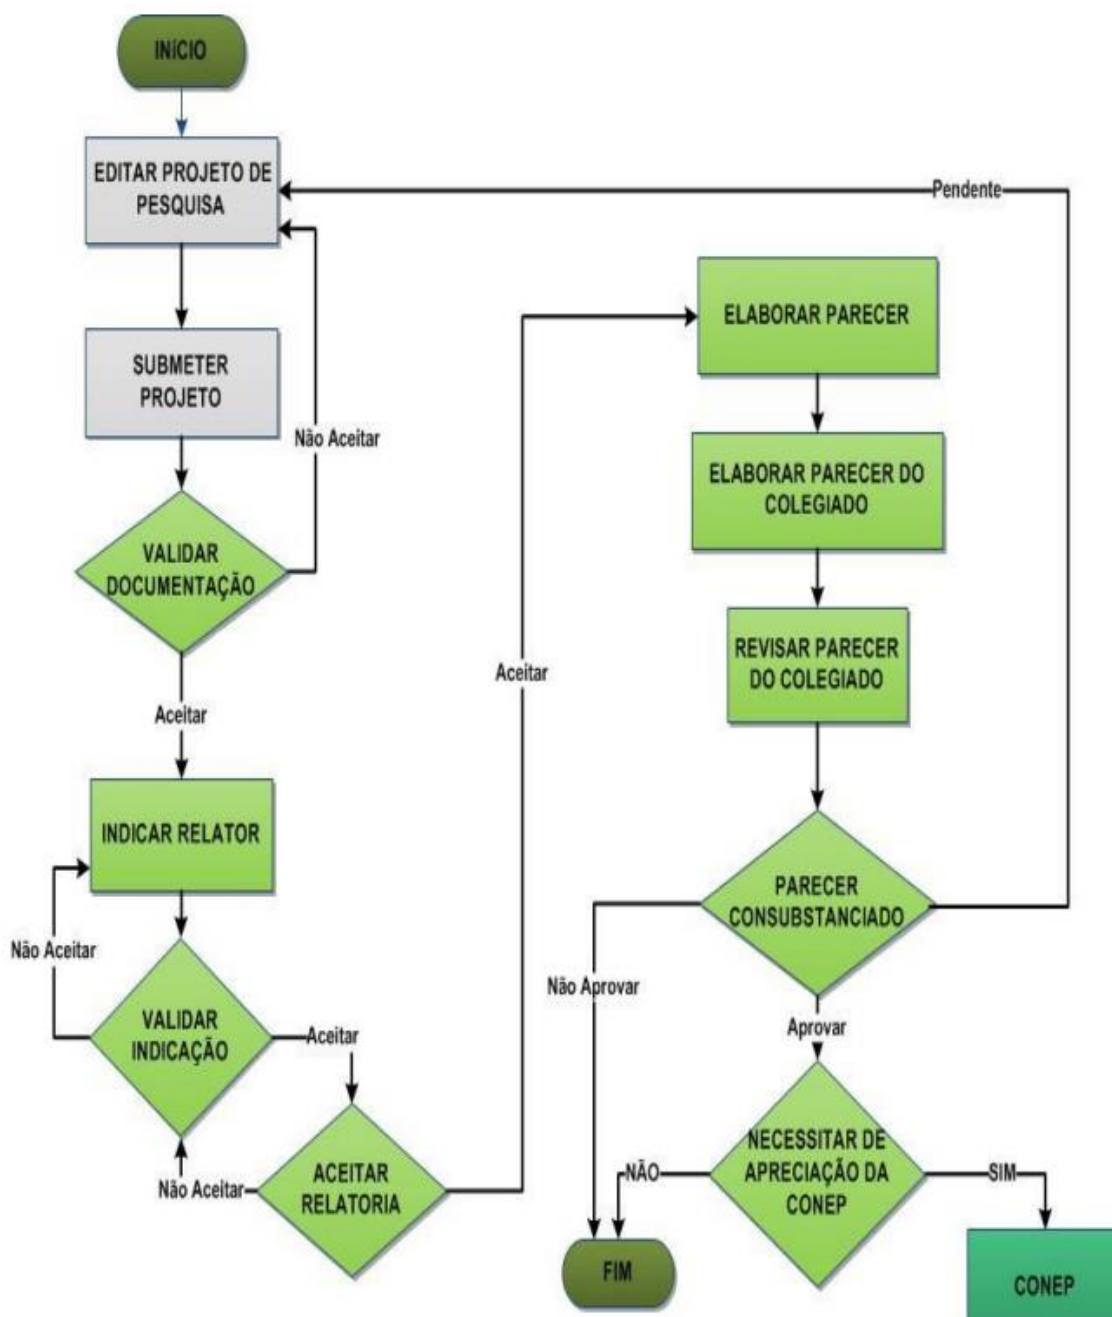 INÍCIO
EDITAR PROJETO DE
PESQUISA
SUBMETER
PROJETO
Não Aceitar
VALIDAR
DOCUMENTAÇÃO
Aceitar
INDICAR RELATOR
Não Aceitar
VALIDAR
INDICAÇÃO
Aceitar
Não Aceitar
ACEITAR
RELATORIA
Aceitar
Pendente
ELABORAR PARECER
ELABORAR PARECER DO
COLEGIADO
REVISAR PARECER
DO COLEGIADO
PARECER
CONSUBSTANCIADO
Não Aprovar
Aprovar
NECESSITAR DE
APRECIAÇÃO DA
CONEP
NÃO
SIM
FIM
CONEP